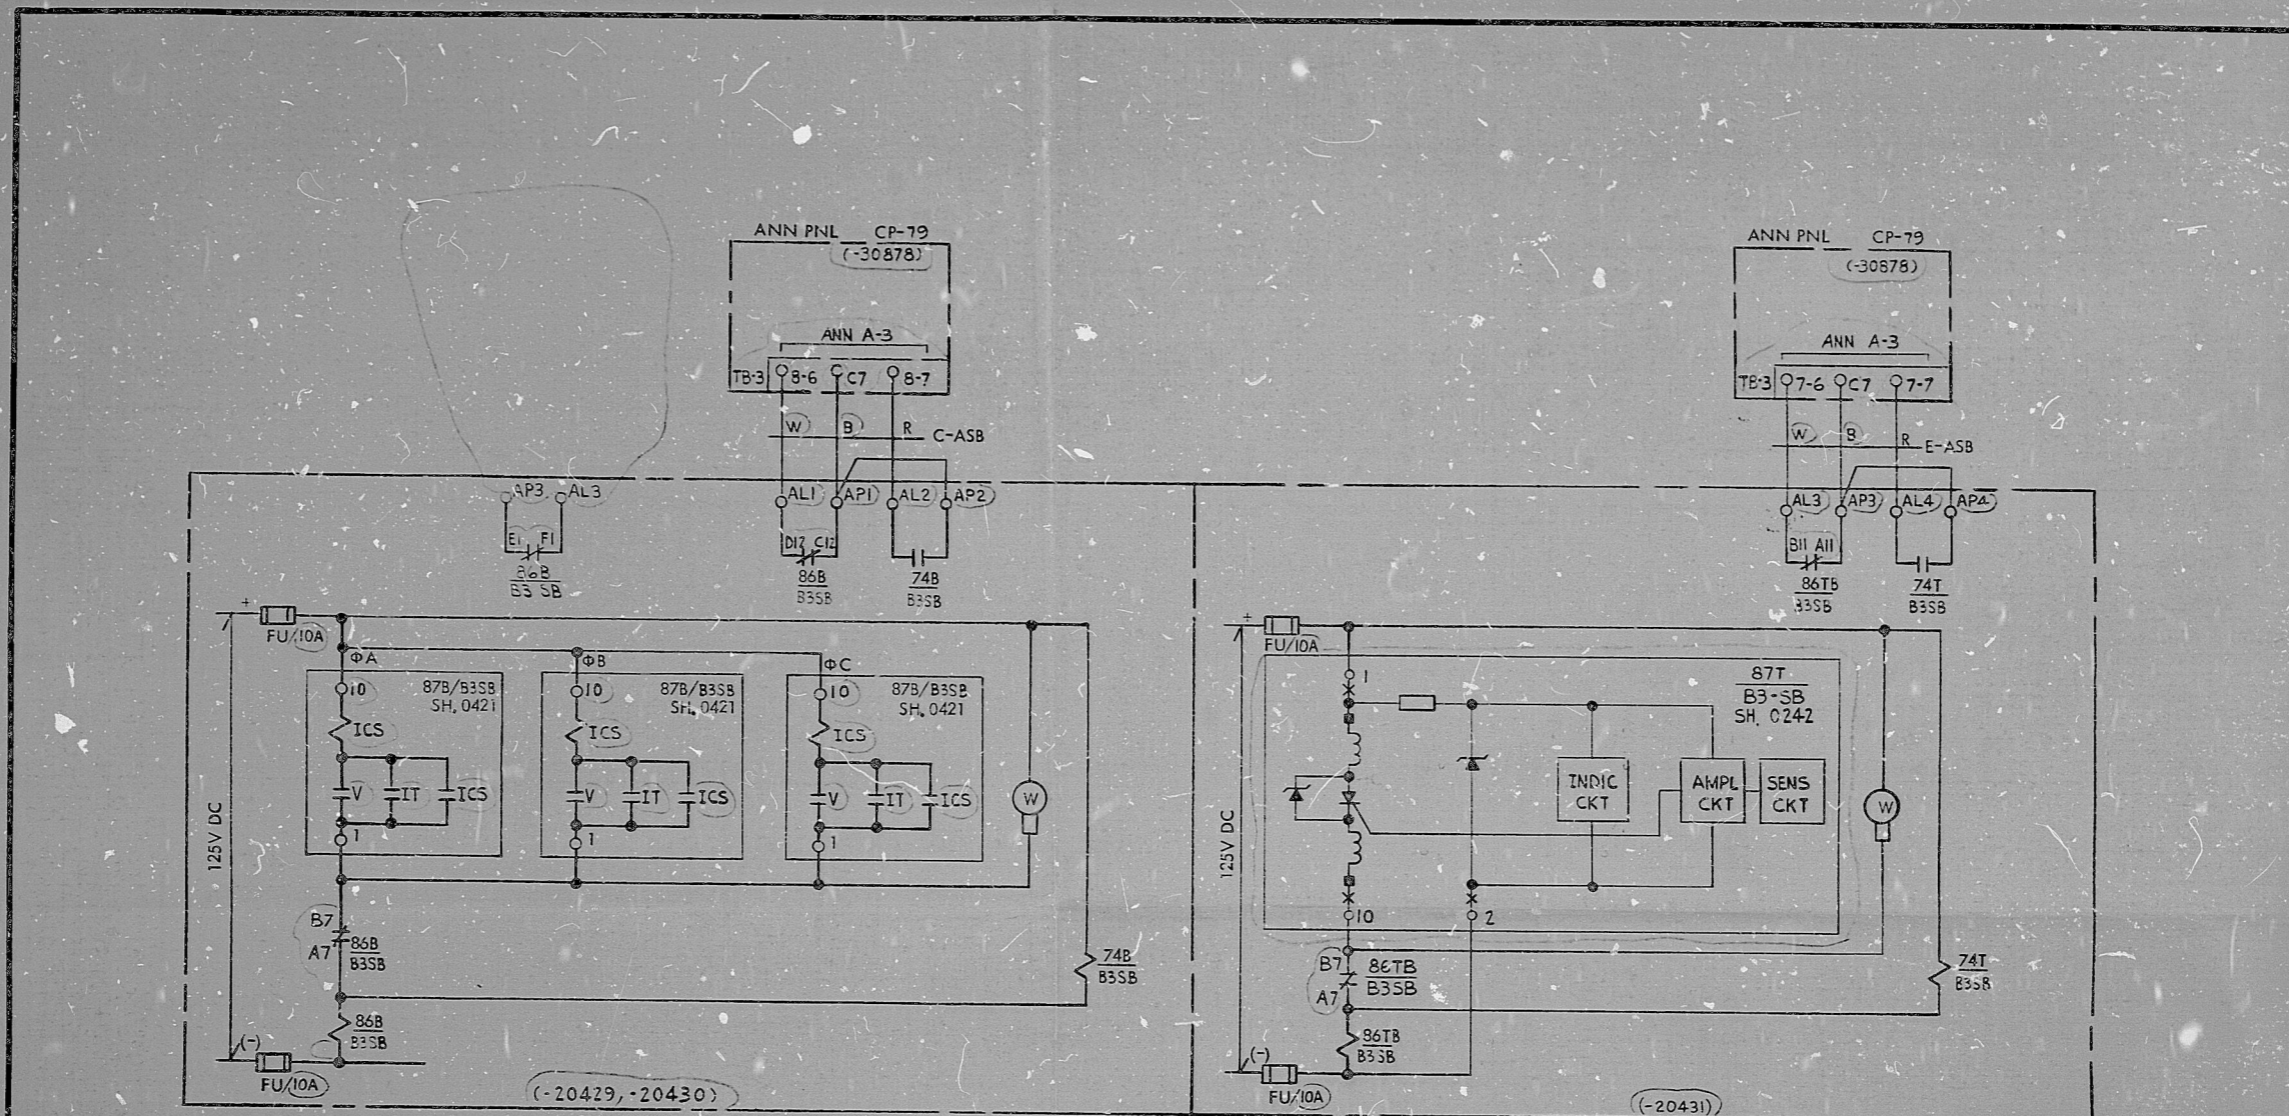 ANN PNL CP-79
(-30878)
ANN A-3
TB-3 8-6 C7 8-7
W B R C-ASB
AP3 AL3
AL1 AP1 AL2 AP2
E1 F1
86B
B3 SB
D12 C12
86B
B3SB
74B
B3SB
+
FU/10A
ΦA ΦB ΦC
10
87B/B3SB
SH. 0421
ICS
V IT ICS
1
10
87B/B3SB
SH. 0421
ICS
V IT ICS
1
10
87B/B3SB
SH. 0421
ICS
V IT ICS
1
W
125V DC
B7
A7
86B
B3SB
74B
B3SB
86B
B3SB
(-)
FU/10A
(-20429, -20430)
ANN PNL CP-79
(-30878)
ANN A-3
TB-3 7-6 C7 7-7
W B R E-ASB
AL3 AP3 AL4 AP4
B11 A11
86TB
B3SB
74T
B3SB
+
FU/10A
1
87T
B3-SB
SH. 0242
INDIC
CKT
AMPL
CKT
SENS
CKT
W
125V DC
10 2
B7
A7
86TB
B3SB
74T
B3SB
86TB
B3SB
(-)
FU/10A
(-20431)